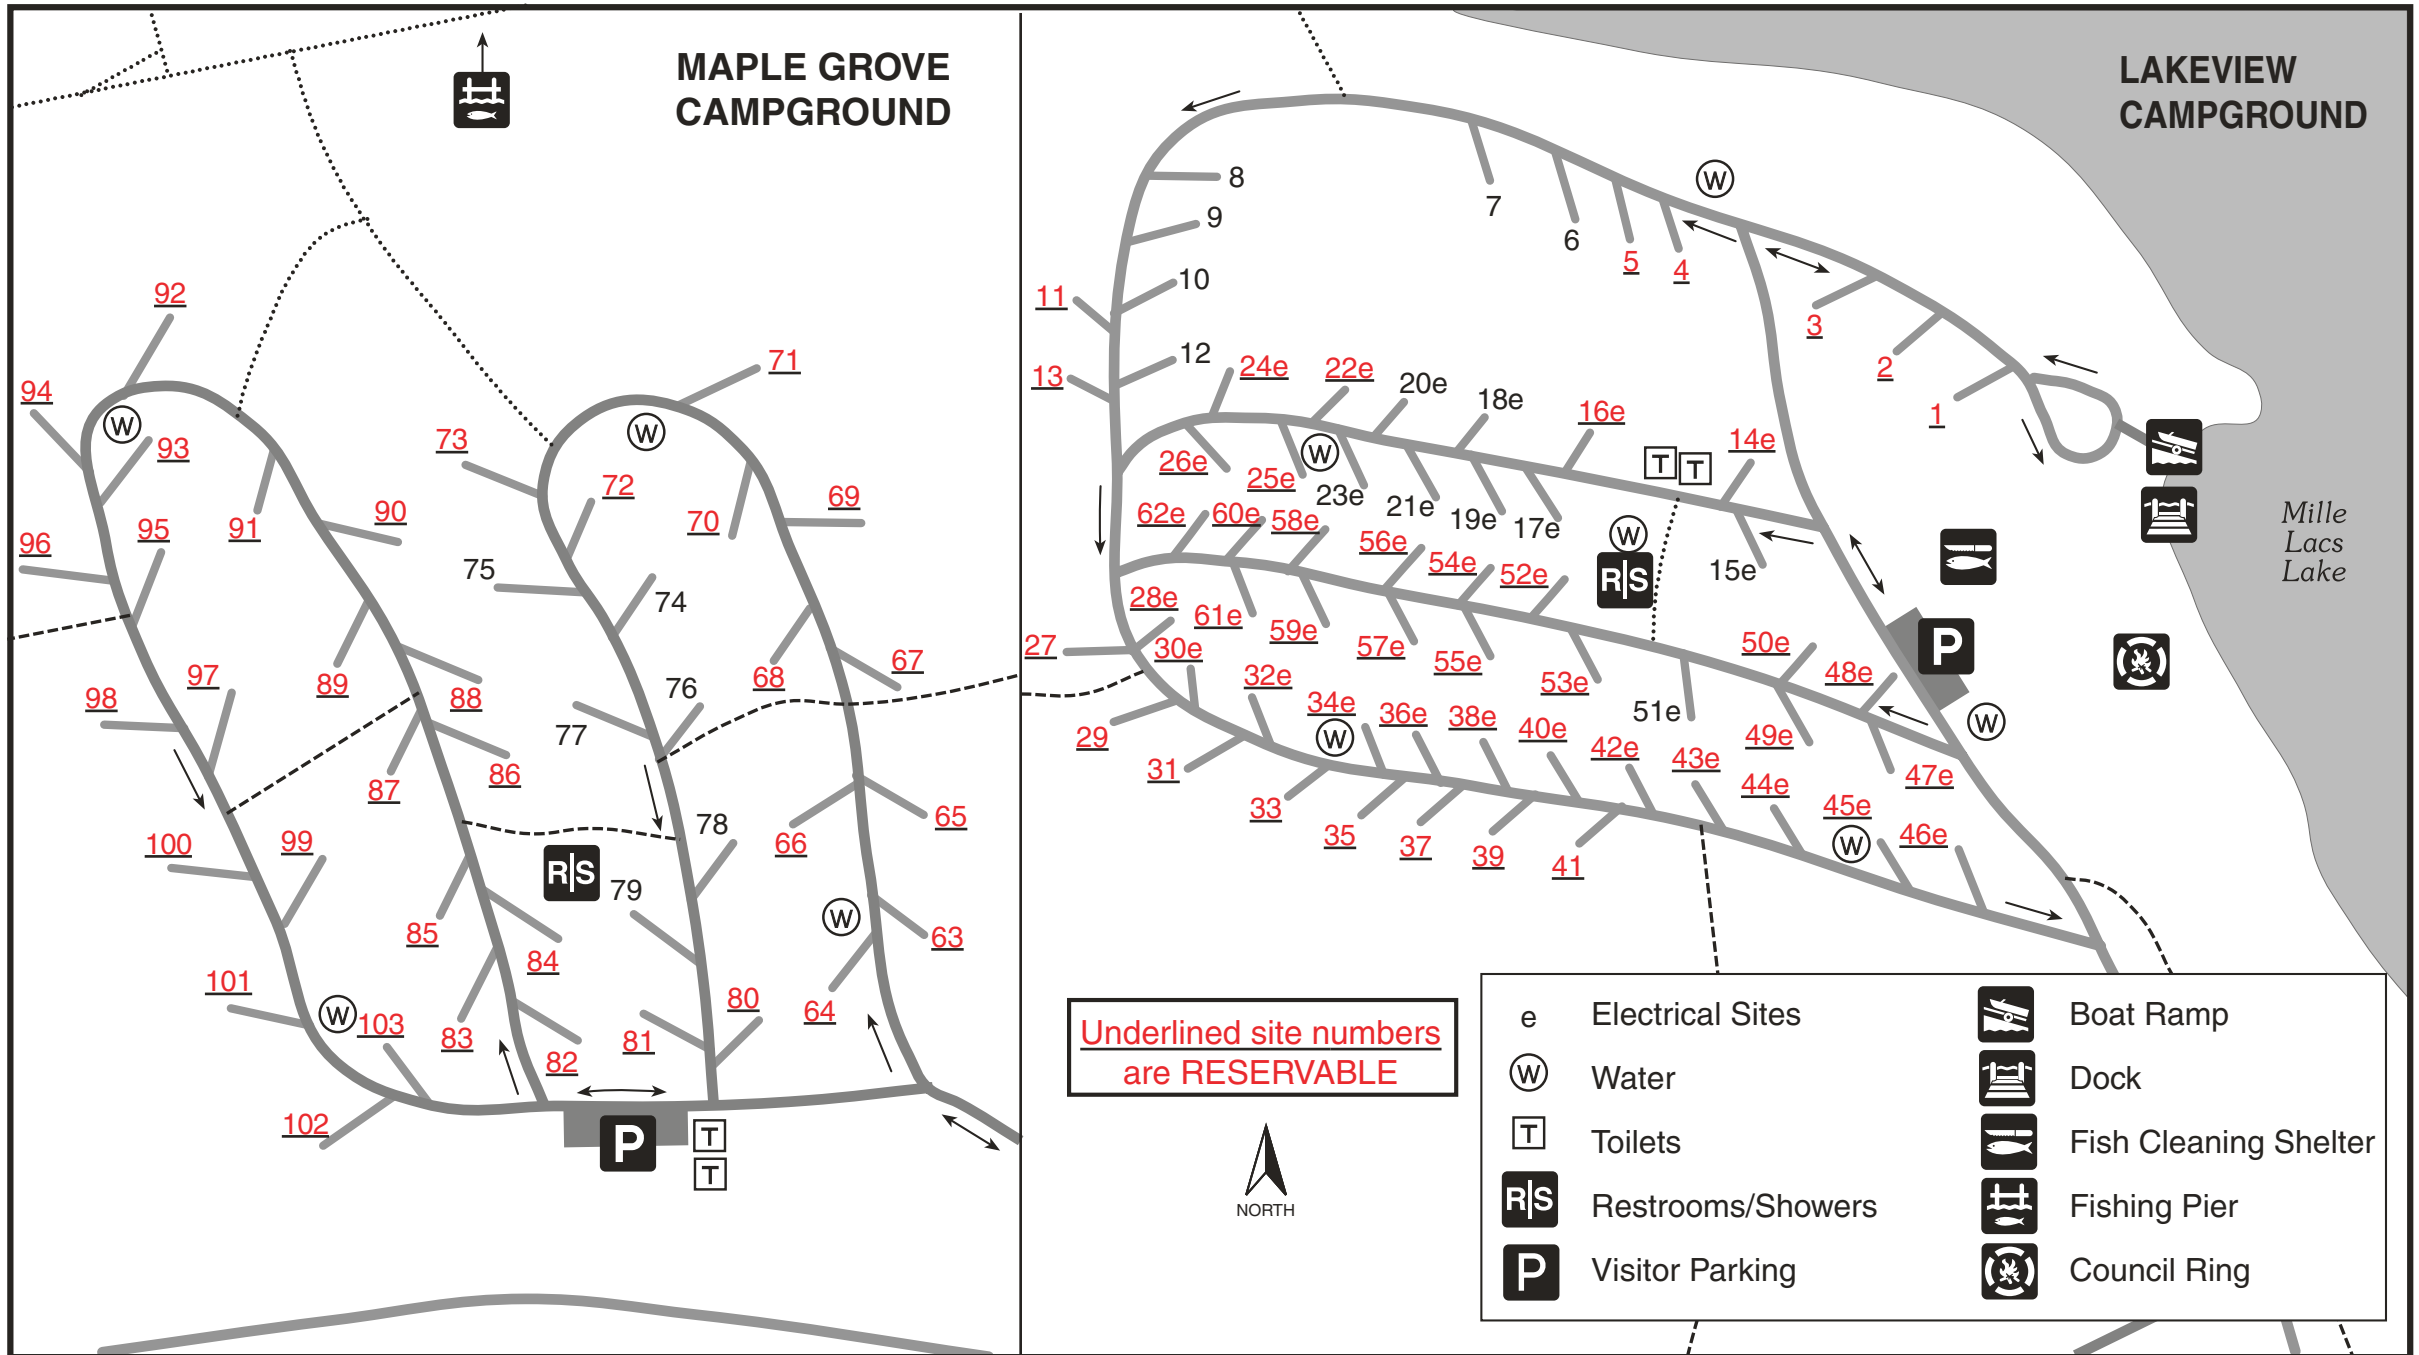 MAPLE GROVE
CAMPGROUND
92
71
94
73
93
72
69
70
91
90
96
95
75
74
67
68
97
98
89
88
76
77
87
86
78
65
66
100
99
79
85
84
63
101
103
83
82
81
80
64
102
W
W
R|S
W
W
P
T
T
LAKEVIEW
CAMPGROUND
W
8
7
9
6
5
4
10
11
3
12
13
2
1
24e
22e
20e
18e
16e
14e
T T
26e
25e
W
23e
21e
19e
17e
15e
W
R|S
Mille
Lacs
Lake
62e
60e
58e
56e
54e
52e
28e
61e
59e
57e
55e
53e
51e
50e
48e
49e
47e
P
W
27
30e
32e
34e
36e
38e
40e
42e
43e
44e
45e
46e
W
W
29
31
33
35
37
39
41
Underlined site numbers
are RESERVABLE
NORTH
e Electrical Sites
W Water
T Toilets
R|S Restrooms/Showers
P Visitor Parking
Boat Ramp
Dock
Fish Cleaning Shelter
Fishing Pier
Council Ring